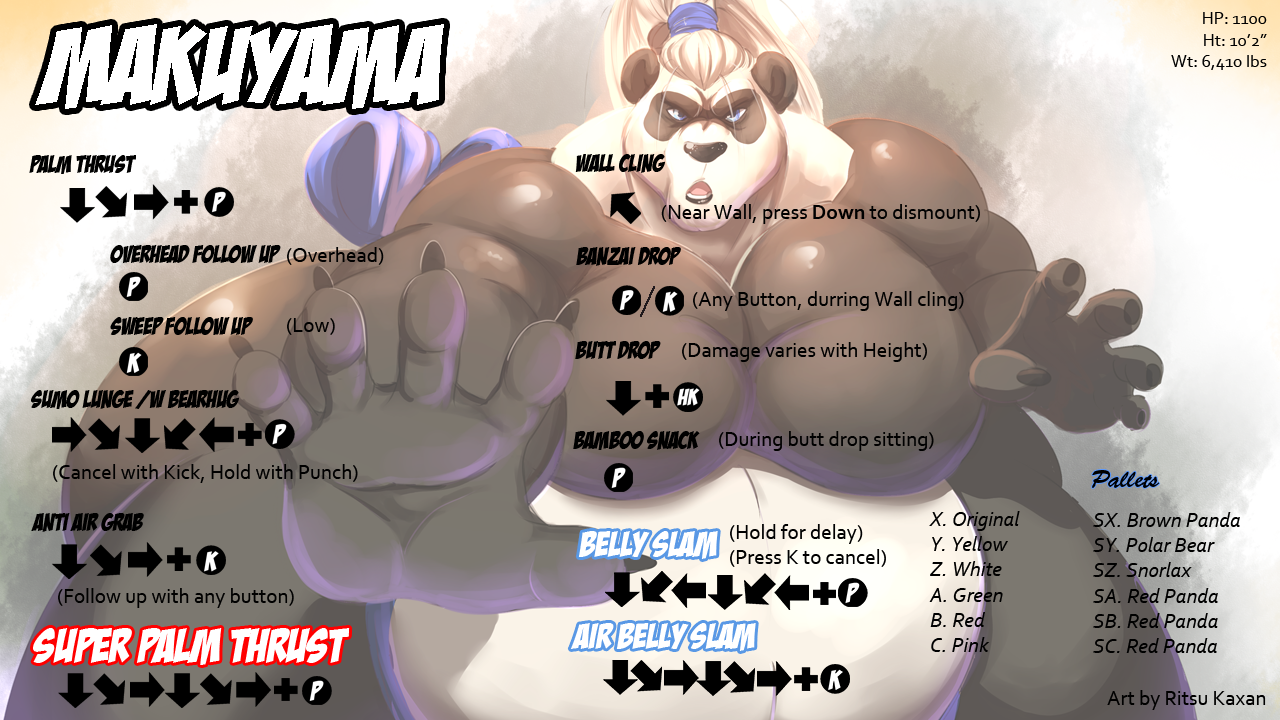 MAKUYAMA
HP: 1100
Ht: 10'2"
Wt: 6,410 lbs
PALM THRUST
P
OVERHEAD FOLLOW UP (Overhead)
P
SWEEP FOLLOW UP (Low)
K
SUMO LUNGE /W BEARHUG
P
(Cancel with Kick, Hold with Punch)
ANTI AIR GRAB
K
(Follow up with any button)
SUPER PALM THRUST
P
WALL CLING
(Near Wall, press Down to dismount)
BANZAI DROP
P/K (Any Button, durring Wall cling)
BUTT DROP (Damage varies with Height)
HK
BAMBOO SNACK (During butt drop sitting)
P
BELLY SLAM (Hold for delay)
(Press K to cancel)
P
AIR BELLY SLAM
K
Pallets
X. Original
Y. Yellow
Z. White
A. Green
B. Red
C. Pink
SX. Brown Panda
SY. Polar Bear
SZ. Snorlax
SA. Red Panda
SB. Red Panda
SC. Red Panda
Art by Ritsu Kaxan